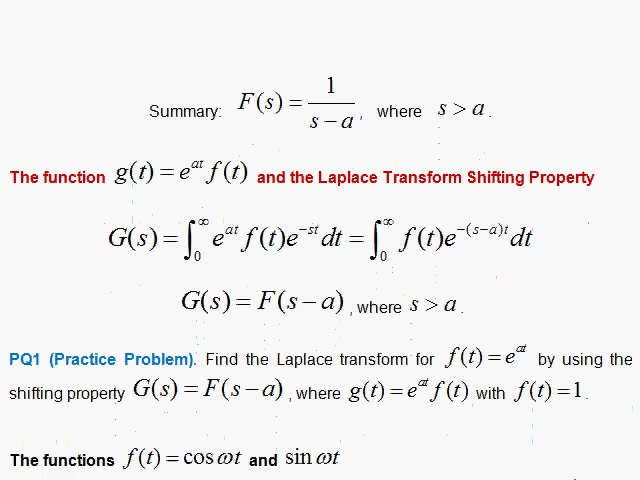 Summary: F(s) = 1/(s − a), where s > a.
The function g(t) = e^{at} f(t) and the Laplace Transform Shifting Property
G(s) = ∫_0^∞ e^{at} f(t)e^{−st} dt = ∫_0^∞ f(t)e^{−(s−a)t} dt
G(s) = F(s − a), where s > a.
PQ1 (Practice Problem). Find the Laplace transform for f(t) = e^{at} by using the
shifting property G(s) = F(s − a), where g(t) = e^{at} f(t) with f(t) = 1.
The functions f(t) = cos ωt and sin ωt